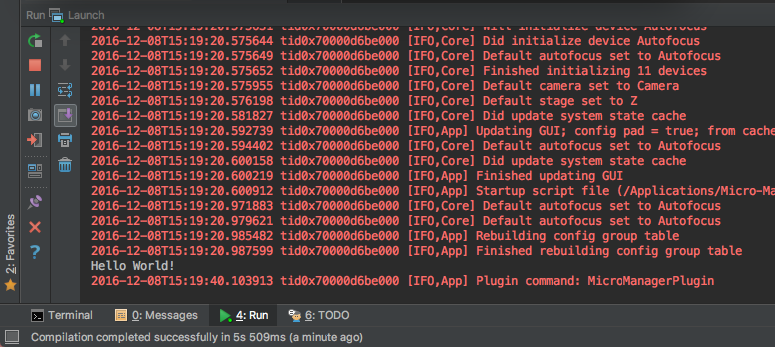 Run Launch
2016-12-08T15:19:20.575631 tid0x70000d6be000 [IFO,Core] Will initialize device Autofocus
2016-12-08T15:19:20.575644 tid0x70000d6be000 [IFO,Core] Did initialize device Autofocus
2016-12-08T15:19:20.575649 tid0x70000d6be000 [IFO,Core] Default autofocus set to Autofocus
2016-12-08T15:19:20.575652 tid0x70000d6be000 [IFO,Core] Finished initializing 11 devices
2016-12-08T15:19:20.575955 tid0x70000d6be000 [IFO,Core] Default camera set to Camera
2016-12-08T15:19:20.576198 tid0x70000d6be000 [IFO,Core] Default stage set to Z
2016-12-08T15:19:20.581827 tid0x70000d6be000 [IFO,Core] Did update system state cache
2016-12-08T15:19:20.592739 tid0x70000d6be000 [IFO,App] Updating GUI; config pad = true; from cache
2016-12-08T15:19:20.594402 tid0x70000d6be000 [IFO,Core] Default autofocus set to Autofocus
2016-12-08T15:19:20.600158 tid0x70000d6be000 [IFO,Core] Did update system state cache
2016-12-08T15:19:20.600219 tid0x70000d6be000 [IFO,App] Finished updating GUI
2016-12-08T15:19:20.600912 tid0x70000d6be000 [IFO,App] Startup script file (/Applications/Micro-Ma
2016-12-08T15:19:20.971883 tid0x70000d6be000 [IFO,Core] Default autofocus set to Autofocus
2016-12-08T15:19:20.979621 tid0x70000d6be000 [IFO,Core] Default autofocus set to Autofocus
2016-12-08T15:19:20.985482 tid0x70000d6be000 [IFO,App] Rebuilding config group table
2016-12-08T15:19:20.987599 tid0x70000d6be000 [IFO,App] Finished rebuilding config group table
Hello World!
2016-12-08T15:19:40.103913 tid0x70000d6be000 [IFO,App] Plugin command: MicroManagerPlugin
2: Favorites
Terminal 0: Messages 4: Run 6: TODO
Compilation completed successfully in 5s 509ms (a minute ago)